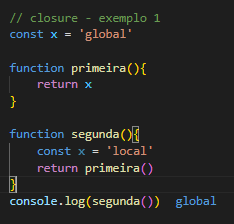 // closure - exemplo 1
const x = 'global'
function primeira(){
return x
}
function segunda(){
const x = 'local'
return primeira()
}
console.log(segunda()) global